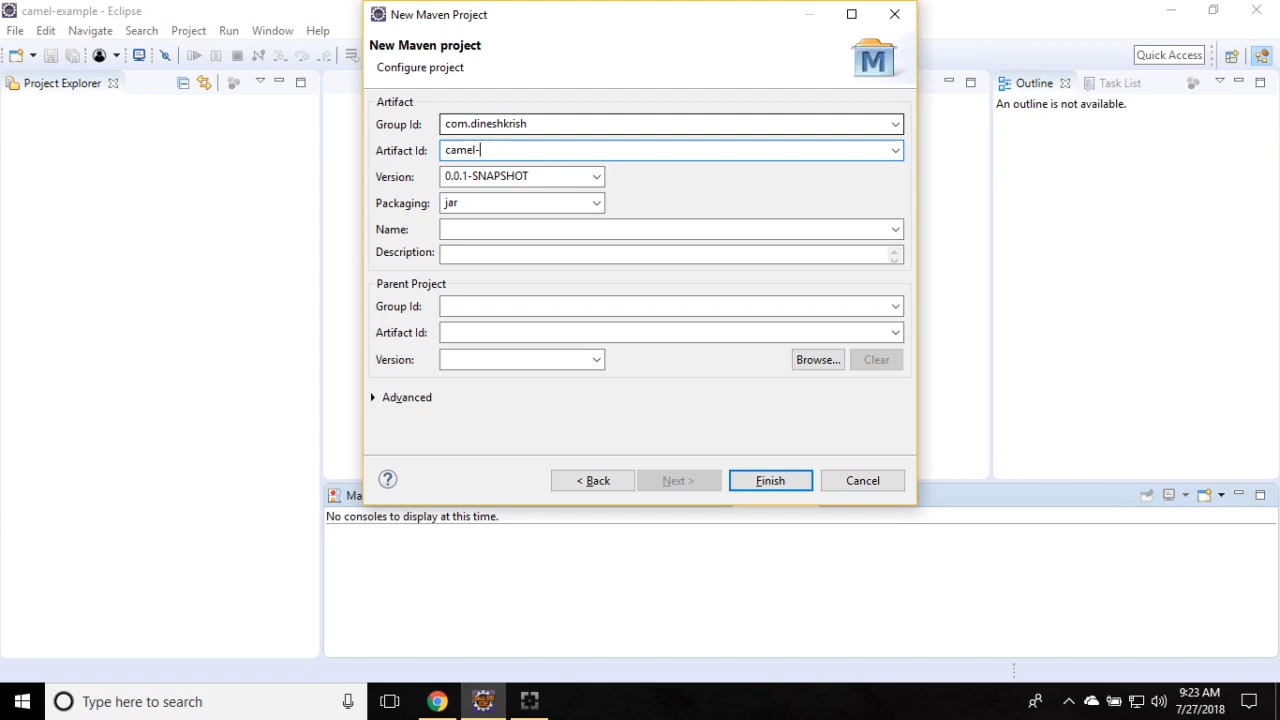 camel-example - Eclipse
New Maven Project
File Edit Navigate Search Project Run Window Help
New Maven project
Configure project
M
Quick Access
Project Explorer
Outline
Task List
An outline is not available.
Artifact
Group Id: com.dineshkrish
Artifact Id: camel-
Version: 0.0.1-SNAPSHOT
Packaging: jar
Name:
Description:
Parent Project
Group Id:
Artifact Id:
Version:
Browse... Clear
Advanced
? < Back Next > Finish Cancel
Ma
No consoles to display at this time.
Type here to search
9:23 AM
7/27/2018